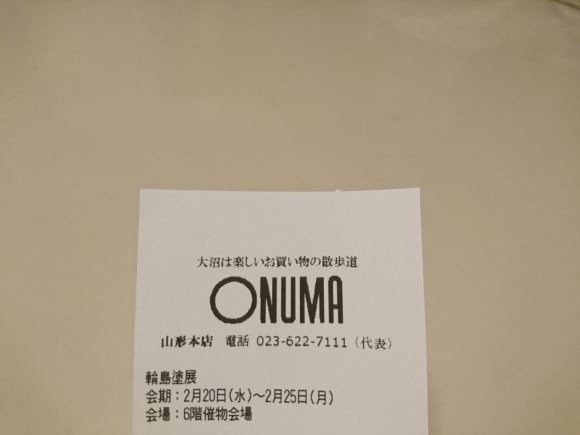 大沼は楽しいお買い物の散歩道
ONUMA
山形本店 電話 023-622-7111（代表）
輪島塗展
会期：2月20日(水)～2月25日(月)
会場：6階催物会場